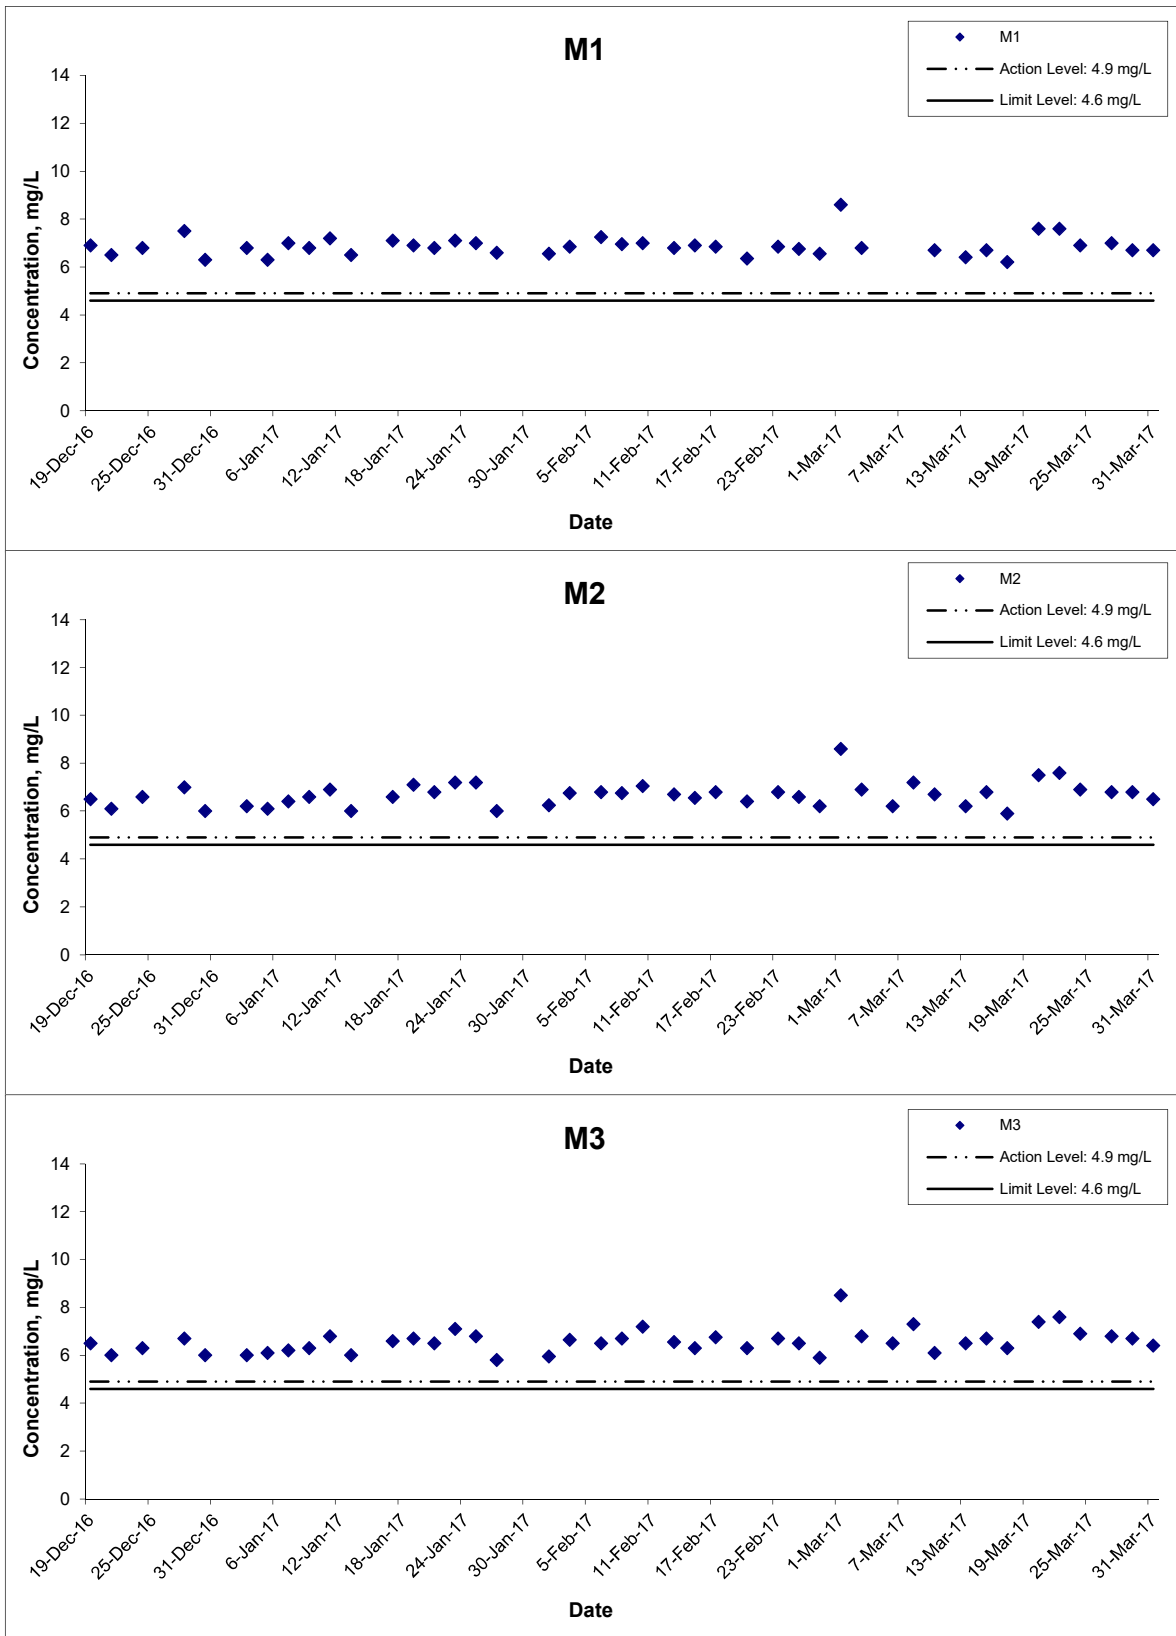 M1
M1
Action Level: 4.9 mg/L
Limit Level: 4.6 mg/L
Concentration, mg/L
14
12
10
8
6
4
2
0
19-Dec-16
25-Dec-16
31-Dec-16
6-Jan-17
12-Jan-17
18-Jan-17
24-Jan-17
30-Jan-17
5-Feb-17
11-Feb-17
17-Feb-17
23-Feb-17
1-Mar-17
7-Mar-17
13-Mar-17
19-Mar-17
25-Mar-17
31-Mar-17
Date
M2
M2
Action Level: 4.9 mg/L
Limit Level: 4.6 mg/L
Concentration, mg/L
14
12
10
8
6
4
2
0
19-Dec-16
25-Dec-16
31-Dec-16
6-Jan-17
12-Jan-17
18-Jan-17
24-Jan-17
30-Jan-17
5-Feb-17
11-Feb-17
17-Feb-17
23-Feb-17
1-Mar-17
7-Mar-17
13-Mar-17
19-Mar-17
25-Mar-17
31-Mar-17
Date
M3
M3
Action Level: 4.9 mg/L
Limit Level: 4.6 mg/L
Concentration, mg/L
14
12
10
8
6
4
2
0
19-Dec-16
25-Dec-16
31-Dec-16
6-Jan-17
12-Jan-17
18-Jan-17
24-Jan-17
30-Jan-17
5-Feb-17
11-Feb-17
17-Feb-17
23-Feb-17
1-Mar-17
7-Mar-17
13-Mar-17
19-Mar-17
25-Mar-17
31-Mar-17
Date